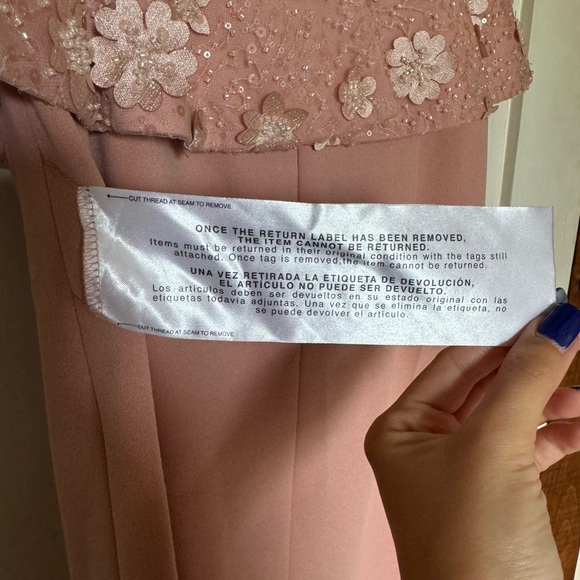 CUT THREAD AT SEAM TO REMOVE
ONCE THE RETURN LABEL HAS BEEN REMOVED,
THE ITEM CANNOT BE RETURNED.
Items must be returned in their original condition with the tags still
attached. Once tag is removed,the item cannot be returned.
UNA VEZ RETIRADA LA ETIQUETA DE DEVOLUCIÓN,
EL ARTÍCULO NO PUEDE SER DEVUELTO.
Los artículos deben ser devueltos en su estado original con las
etiquetas todavía adjuntas. Una vez que se elimina la etiqueta, no
se puede devolver el artículo.
CUT THREAD AT SEAM TO REMOVE